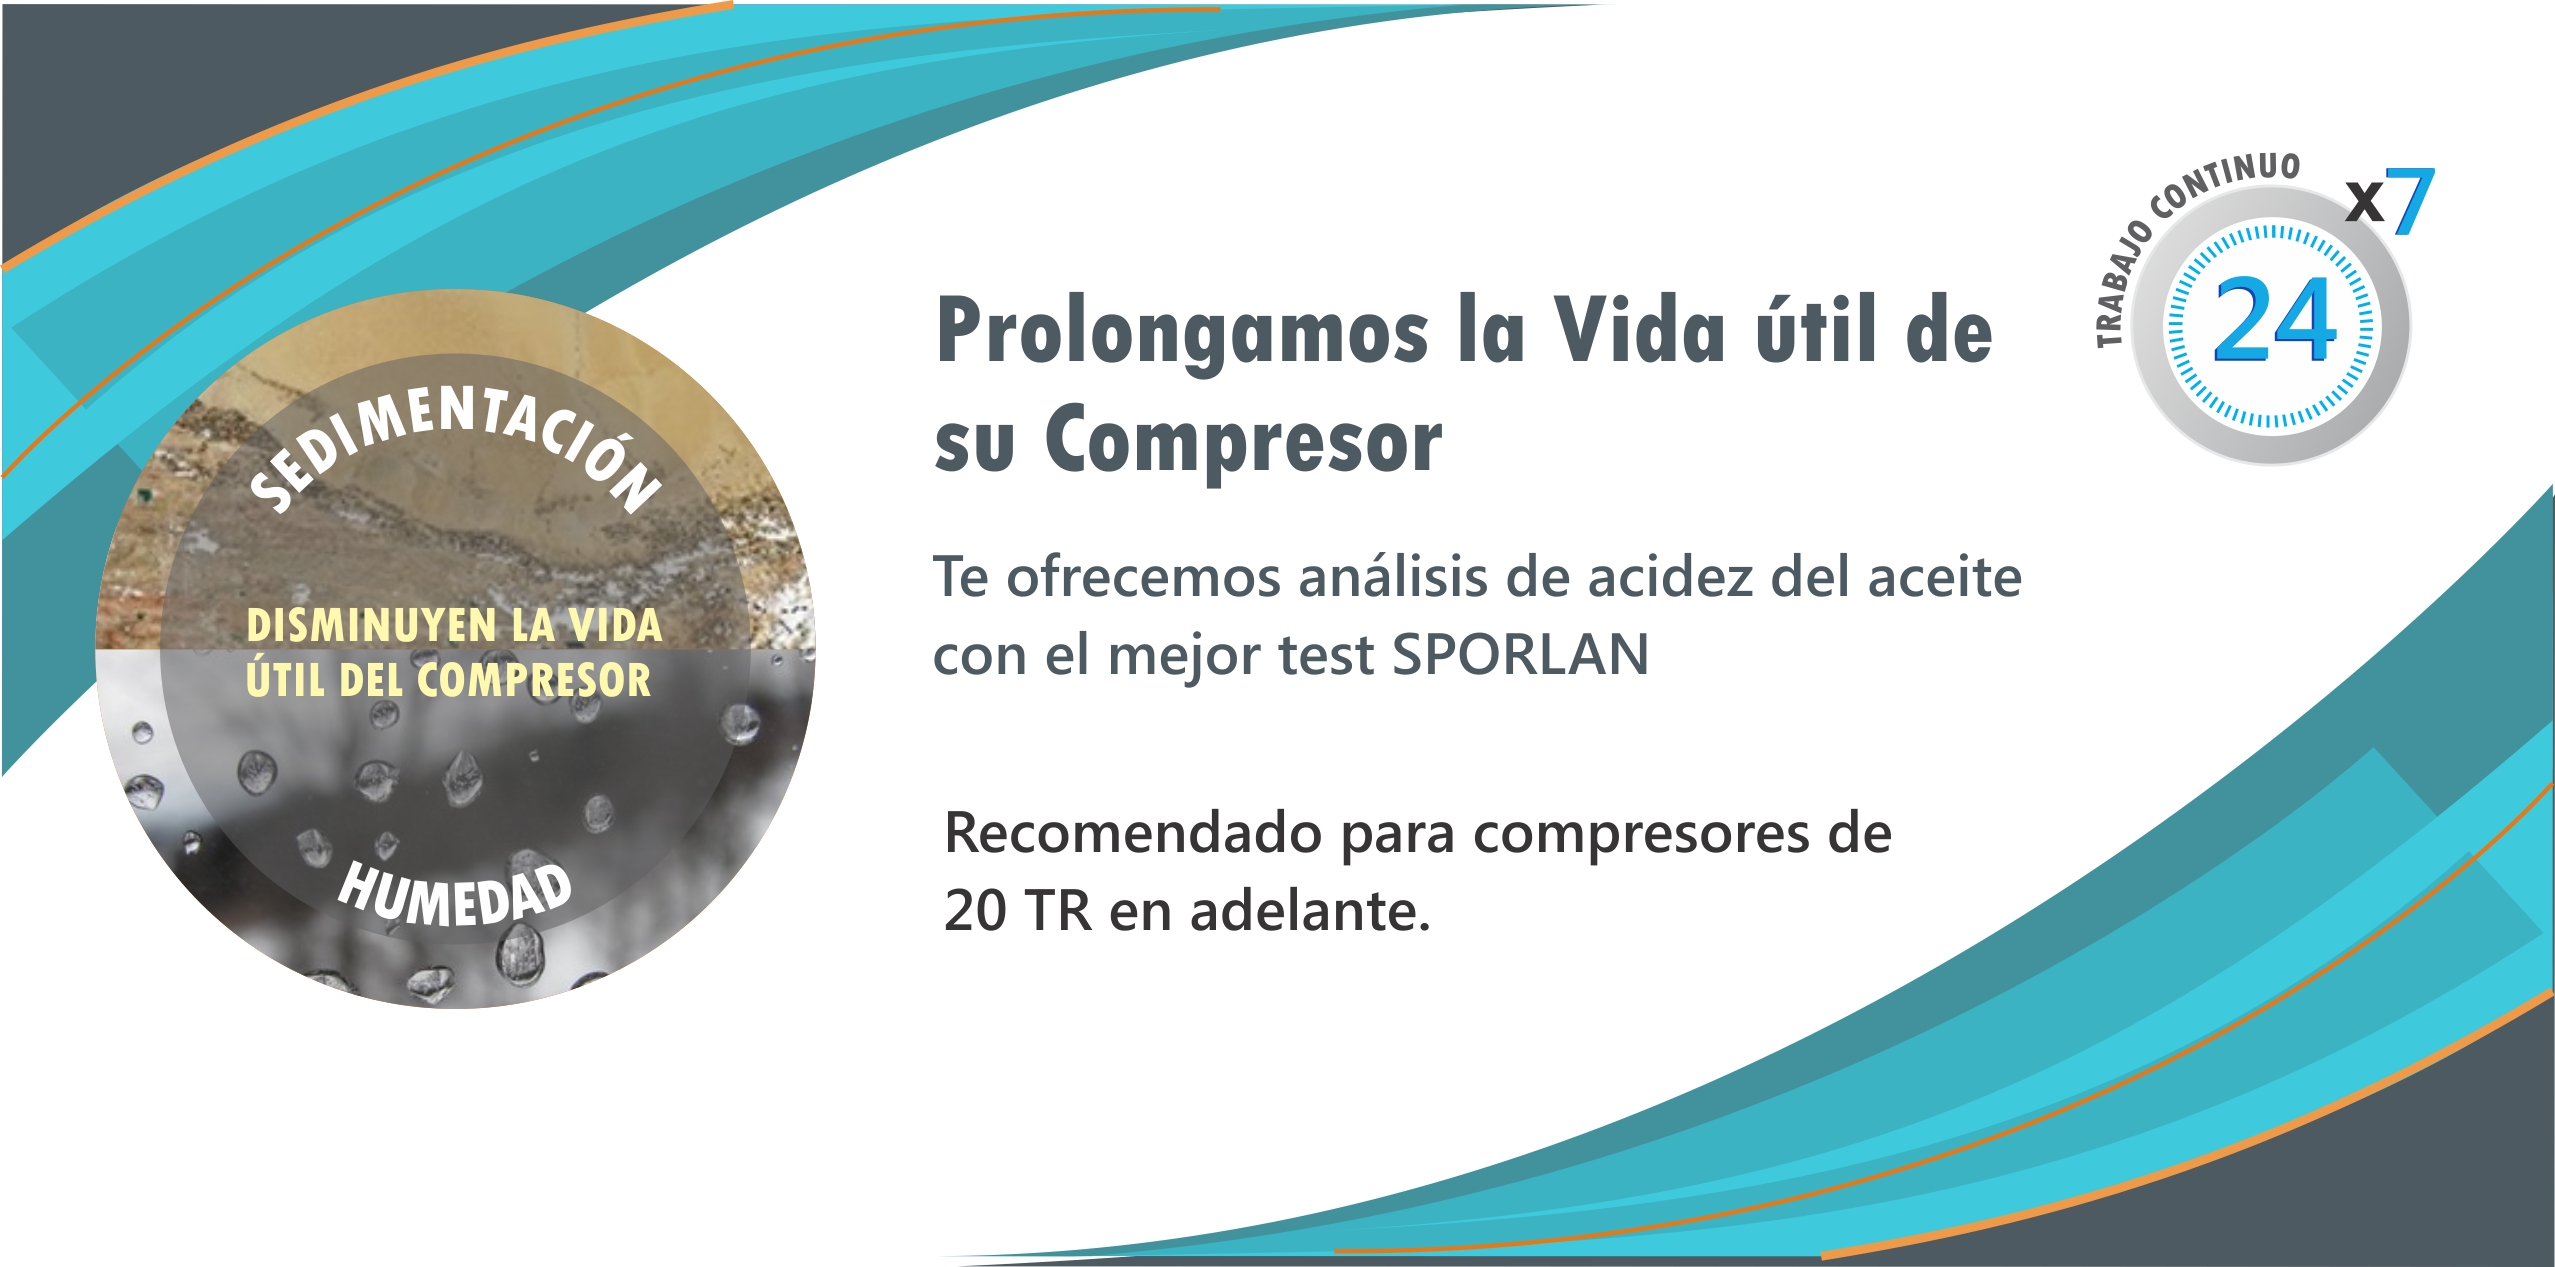 SEDIMENTACIÓN
DISMINUYEN LA VIDA
ÚTIL DEL COMPRESOR
HUMEDAD
Prolongamos la Vida útil de
su Compresor
Te ofrecemos análisis de acidez del aceite
con el mejor test SPORLAN
Recomendado para compresores de
20 TR en adelante.
TRABAJO CONTINUO
24
x7